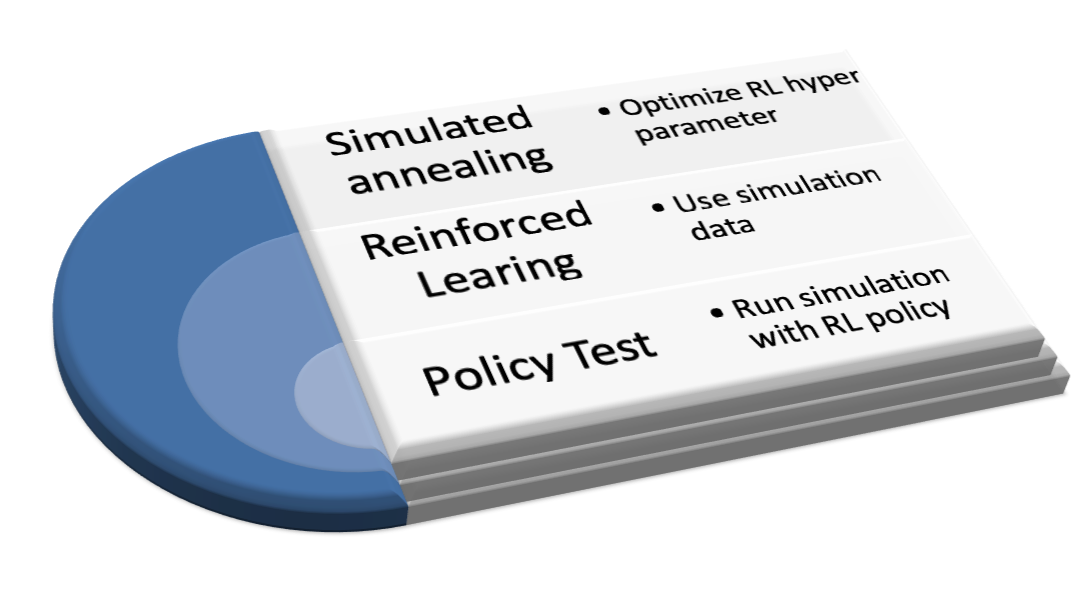 Simulated
annealing
• Optimize RL hyper
parameter
Reinforced
Learing
• Use simulation
data
Policy Test
• Run simulation
with RL policy